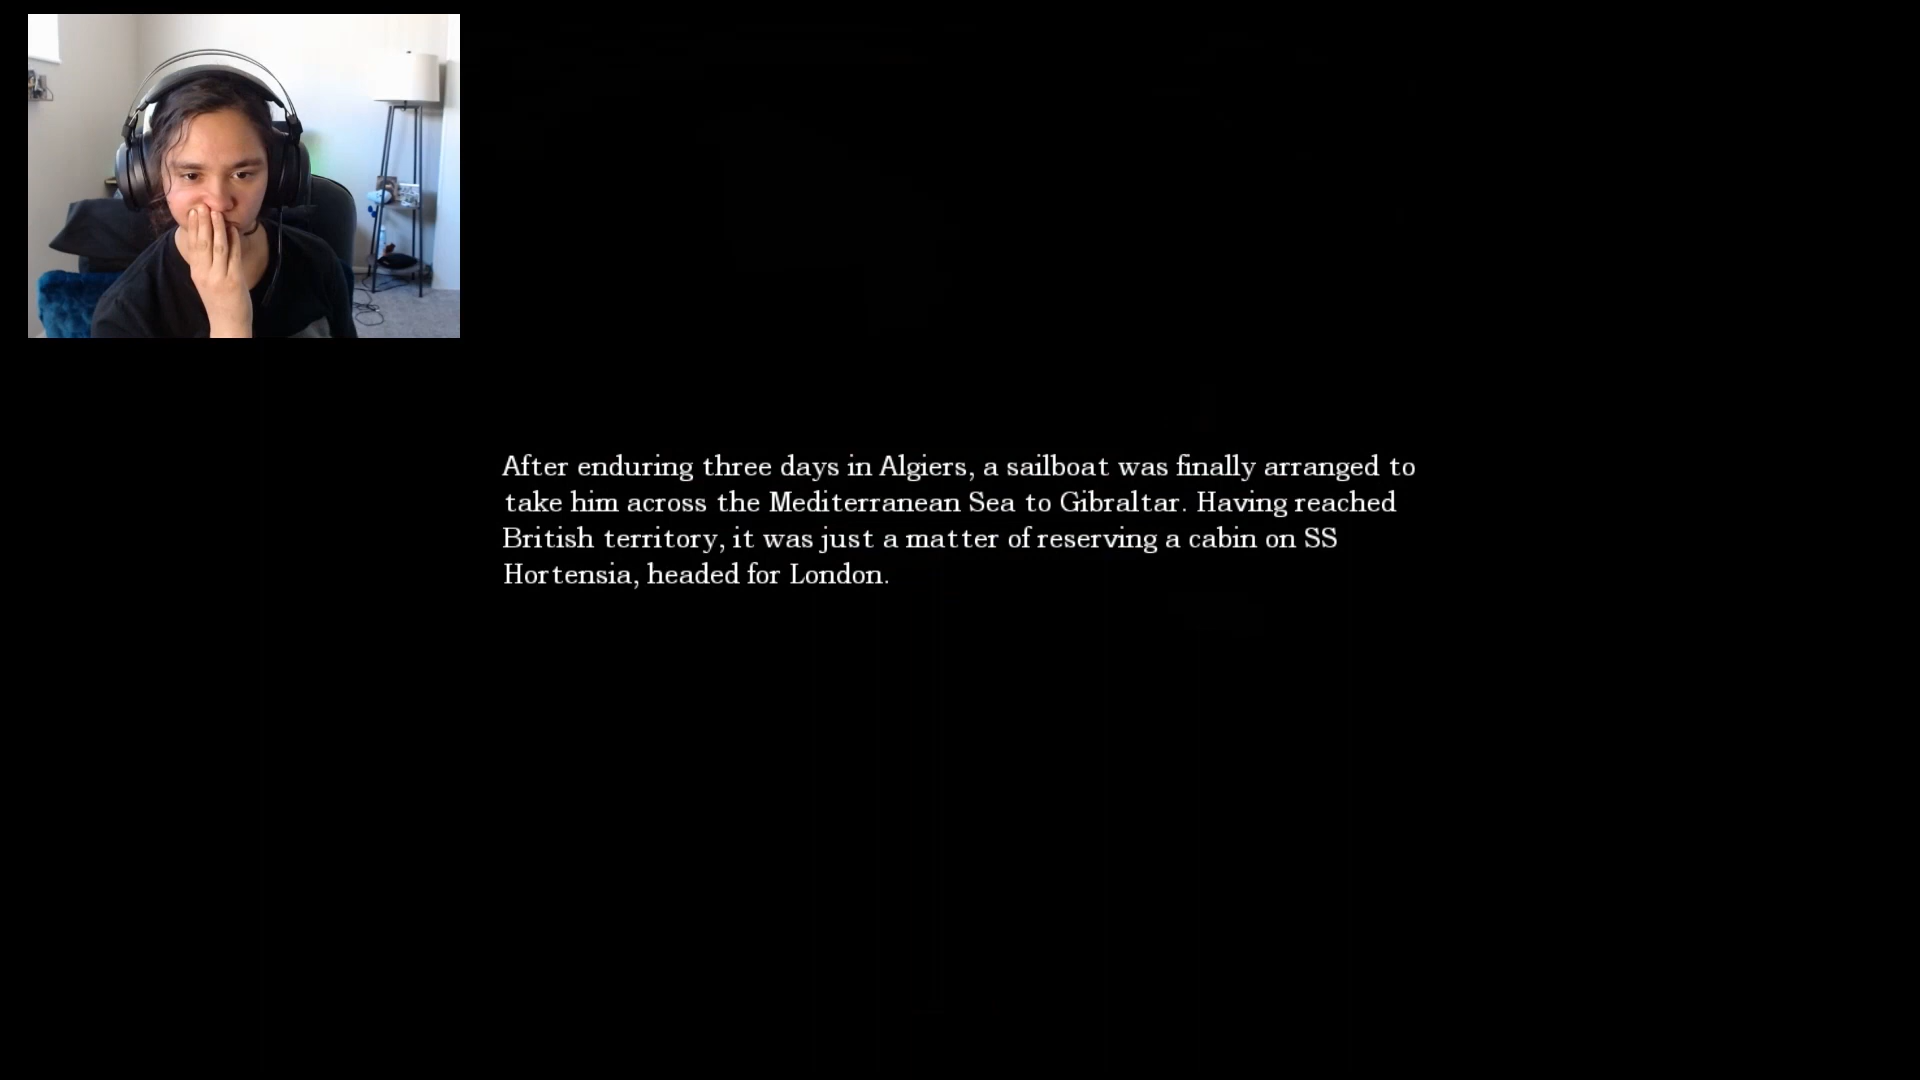 After enduring three days in Algiers, a sailboat was finally arranged to
take him across the Mediterranean Sea to Gibraltar. Having reached
British territory, it was just a matter of reserving a cabin on SS
Hortensia, headed for London.